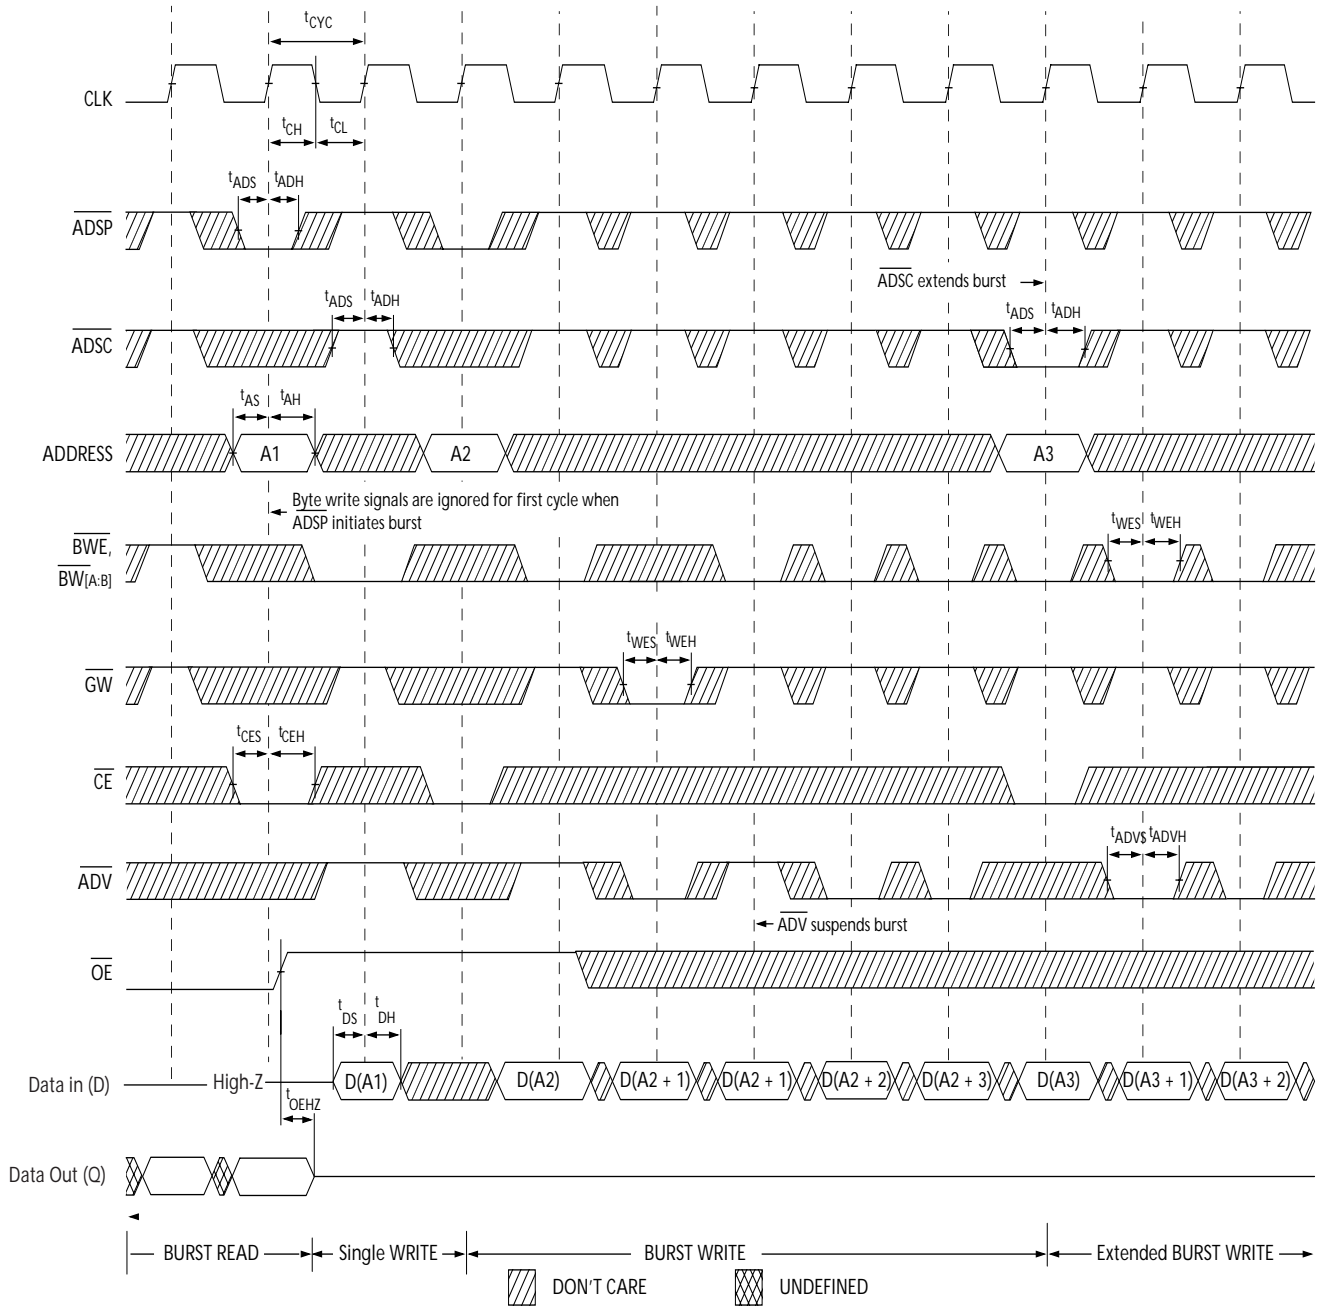 tCYC
CLK
tCH
tCL
tADS
tADH
ADSP
ADSC extends burst
tADS
tADH
tADS
tADH
ADSC
tAS
tAH
ADDRESS
A1
A2
A3
Byte write signals are ignored for first cycle when
ADSP initiates burst
tWES
tWEH
BWE,
BW[A:B]
tWES
tWEH
GW
tCES
tCEH
CE
tADVS
tADVH
ADV
ADV suspends burst
OE
tDS
tDH
Data in (D)
High-Z
D(A1)
D(A2)
D(A2 + 1)
D(A2 + 1)
D(A2 + 2)
D(A2 + 3)
D(A3)
D(A3 + 1)
D(A3 + 2)
tOEHZ
Data Out (Q)
BURST READ
Single WRITE
BURST WRITE
Extended BURST WRITE
DON'T CARE
UNDEFINED